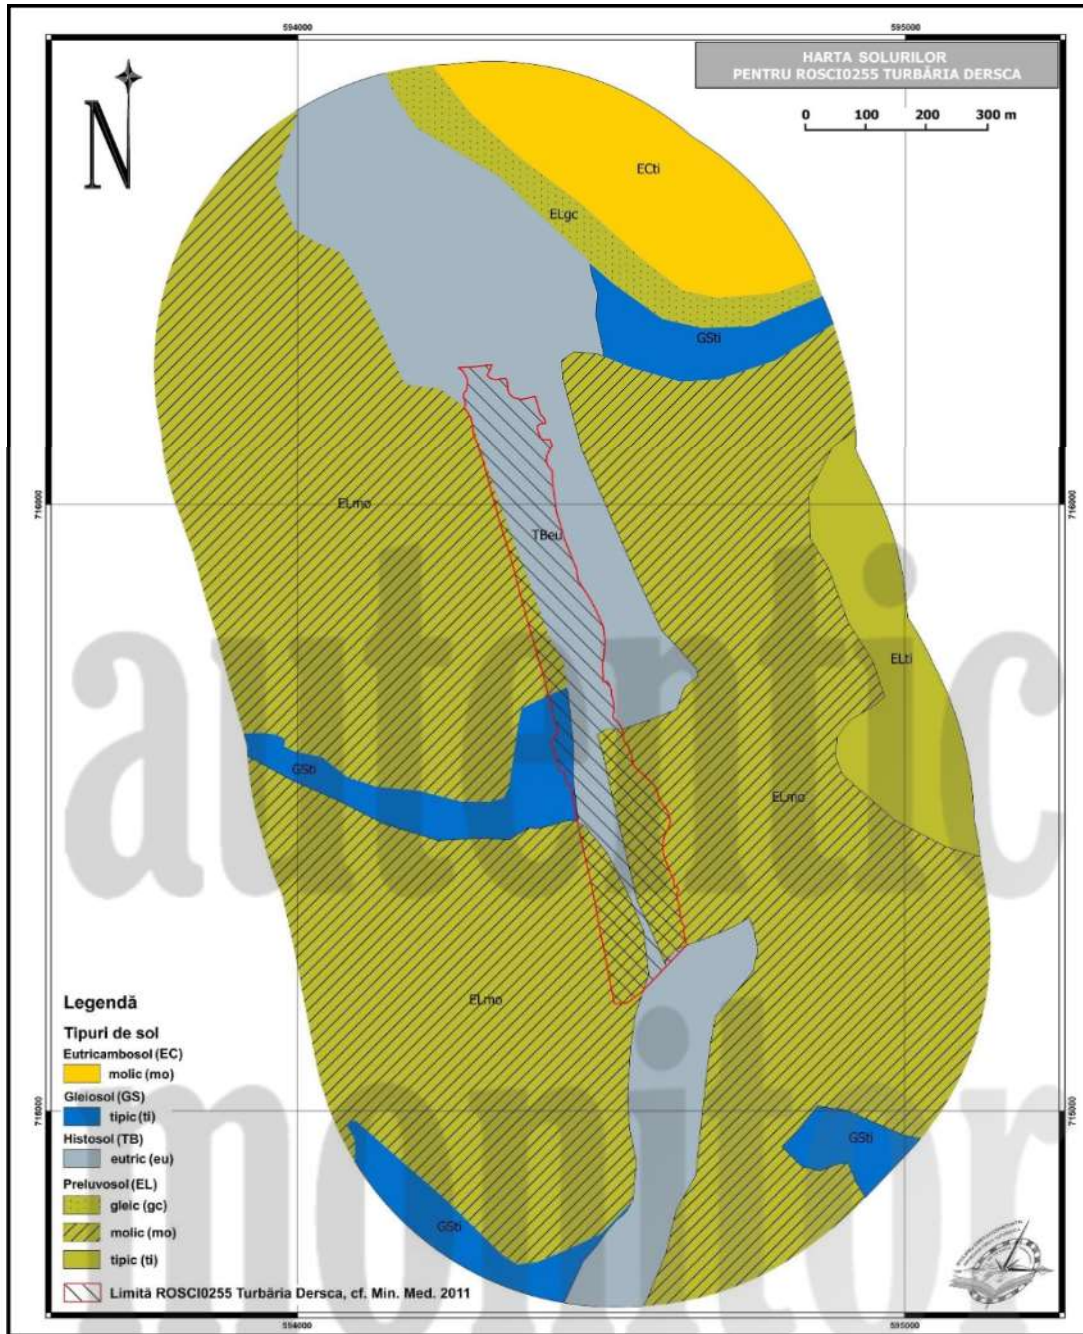 594000
595000
HARTA SOLURILOR
PENTRU ROSCI0255 TURBĂRIA DERSCA
N
0 100 200 300 m
ECti
ELgc
GSti
ELmo
716000
716000
TBeu
ELti
GSti
ELmo
ELmo
Legendă
Tipuri de sol
Eutricambosol (EC)
molic (mo)
Gleiosol (GS)
tipic (ti)
Histosol (TB)
eutric (eu)
Preluvosol (EL)
gleic (gc)
molic (mo)
tipic (ti)
Limită ROSCI0255 Turbăria Dersca, cf. Min. Med. 2011
715000
715000
GSti
GSti
594000
595000
autentic
monitor